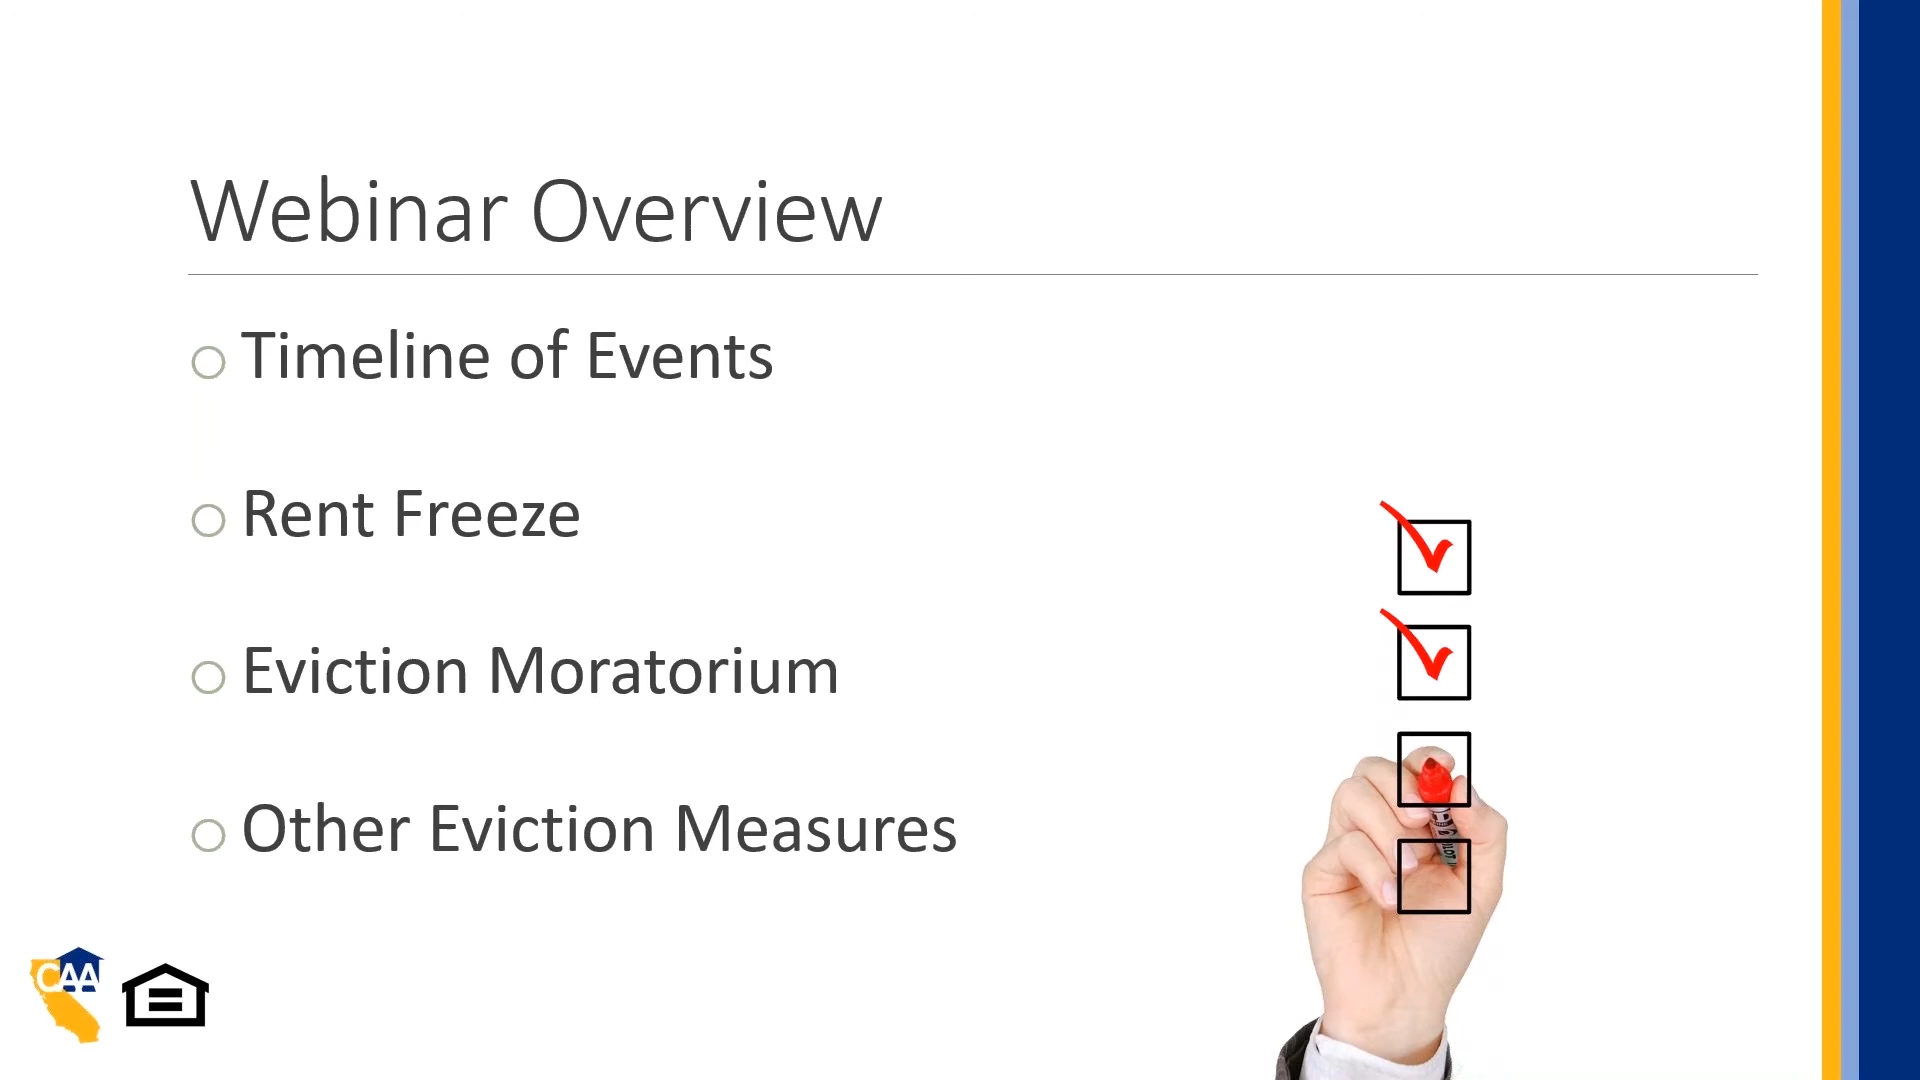 Webinar Overview
Timeline of Events
Rent Freeze
Eviction Moratorium
Other Eviction Measures
CAA